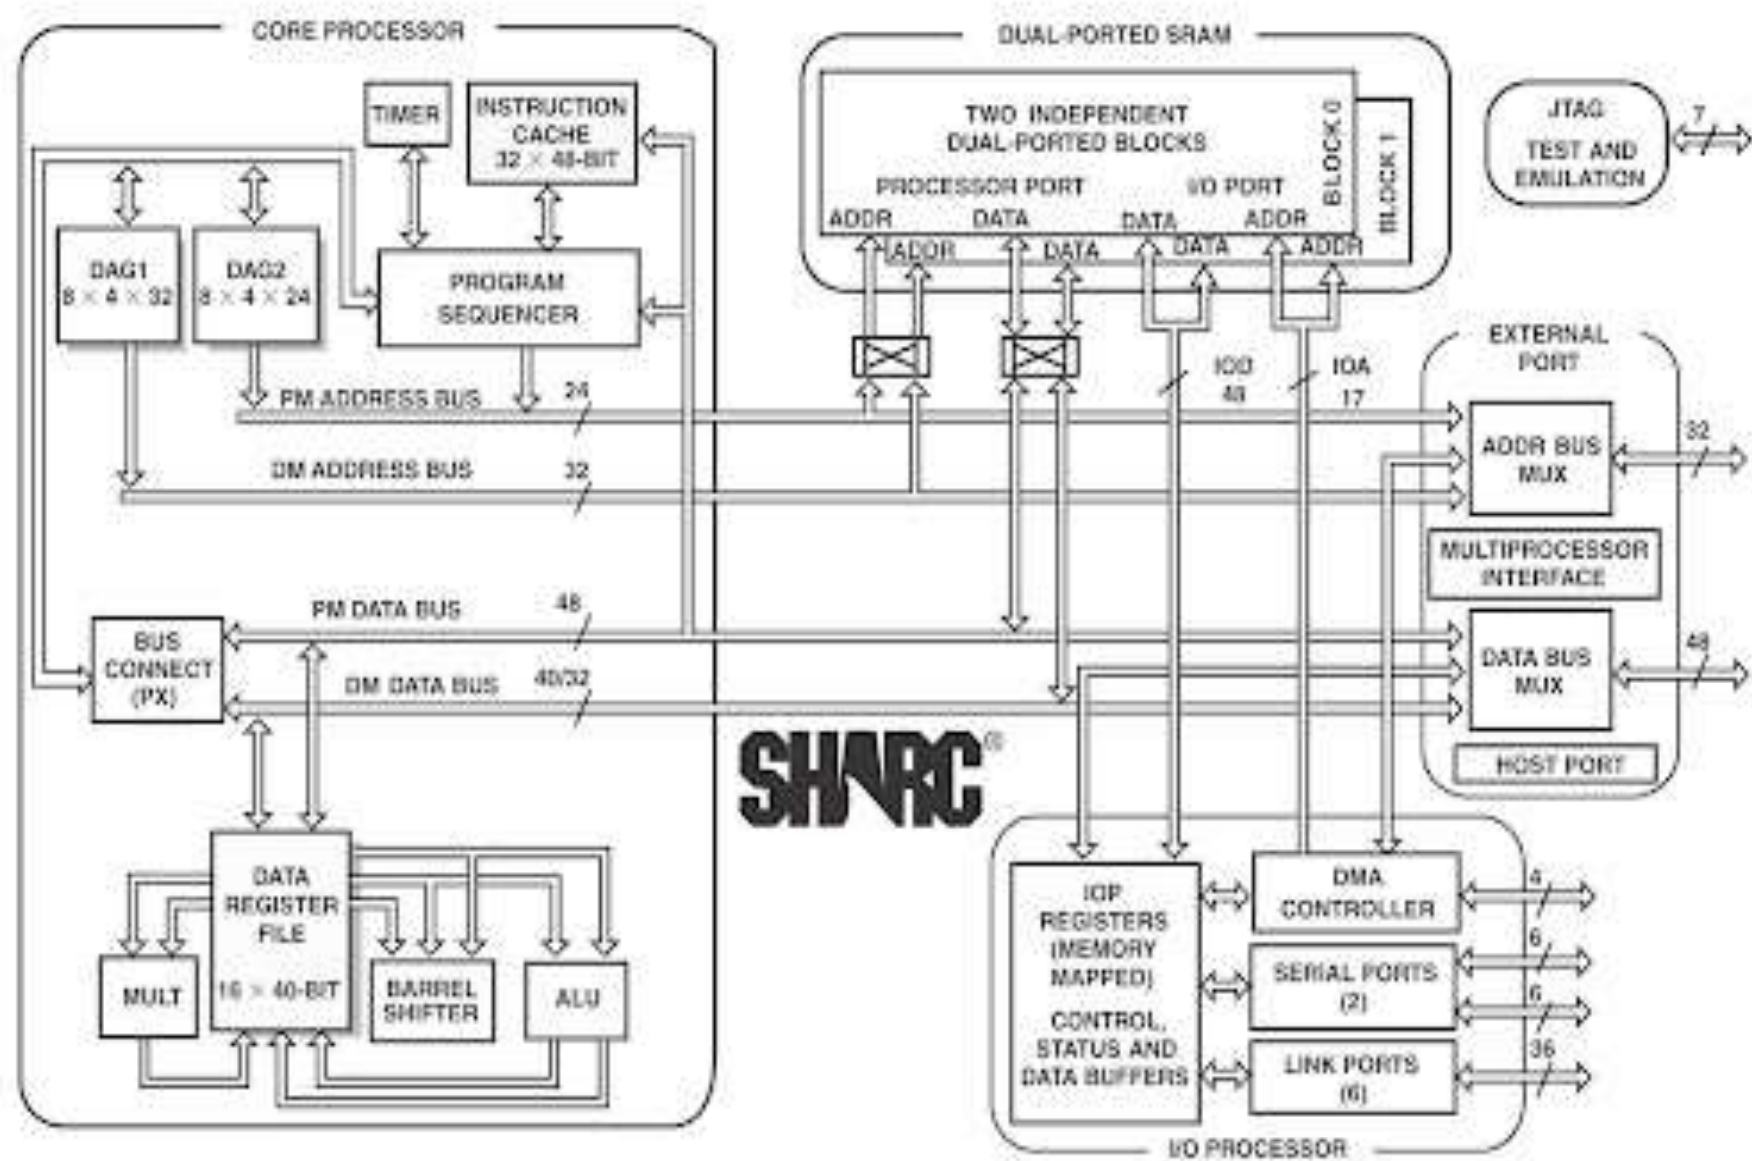 CORE PROCESSOR
TIMER
INSTRUCTION
CACHE
32 × 48-BIT
DAG1
8 × 4 × 32
DAG2
8 × 4 × 24
PROGRAM
SEQUENCER
PM ADDRESS BUS
24
DM ADDRESS BUS
32
PM DATA BUS
48
BUS
CONNECT
(PX)
DM DATA BUS
40/32
DATA
REGISTER
FILE
16 × 40-BIT
MULT
BARREL
SHIFTER
ALU
DUAL-PORTED SRAM
TWO INDEPENDENT
DUAL-PORTED BLOCKS
PROCESSOR PORT
I/O PORT
ADDR
DATA
DATA
ADDR
ADDR
DATA
DATA
ADDR
BLOCK 0
BLOCK 1
JTAG
TEST AND
EMULATION
7
IOD
48
IOA
17
EXTERNAL
PORT
ADDR BUS
MUX
32
MULTIPROCESSOR
INTERFACE
DATA BUS
MUX
48
HOST PORT
SHARC®
IOP
REGISTERS
(MEMORY
MAPPED)
CONTROL,
STATUS AND
DATA BUFFERS
DMA
CONTROLLER
4
SERIAL PORTS
(2)
6
6
LINK PORTS
(6)
36
I/O PROCESSOR